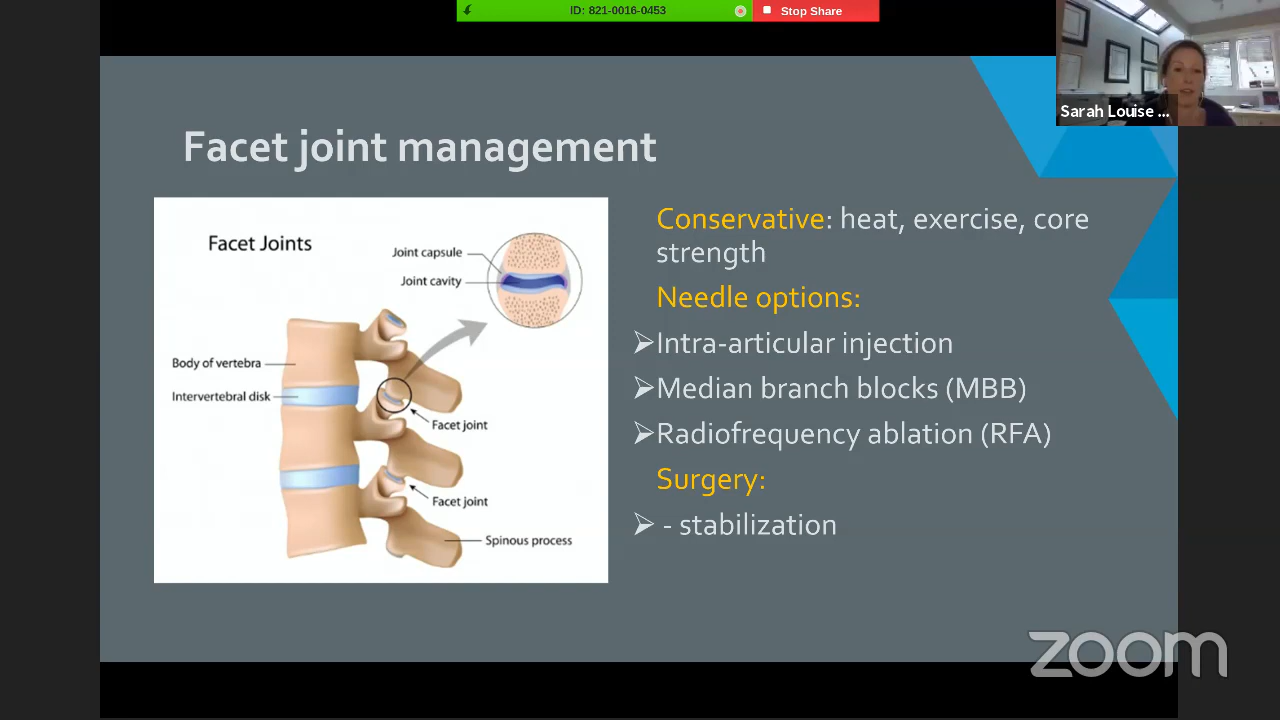 ID: 821-0016-0453
Stop Share
Sarah Louise ...
Facet joint management
Facet Joints
Joint capsule
Joint cavity
Body of vertebra
Intervertebral disk
Facet joint
Facet joint
Spinous process
Conservative: heat, exercise, core
strength
Needle options:
➢Intra-articular injection
➢Median branch blocks (MBB)
➢Radiofrequency ablation (RFA)
Surgery:
➢ - stabilization
zoom